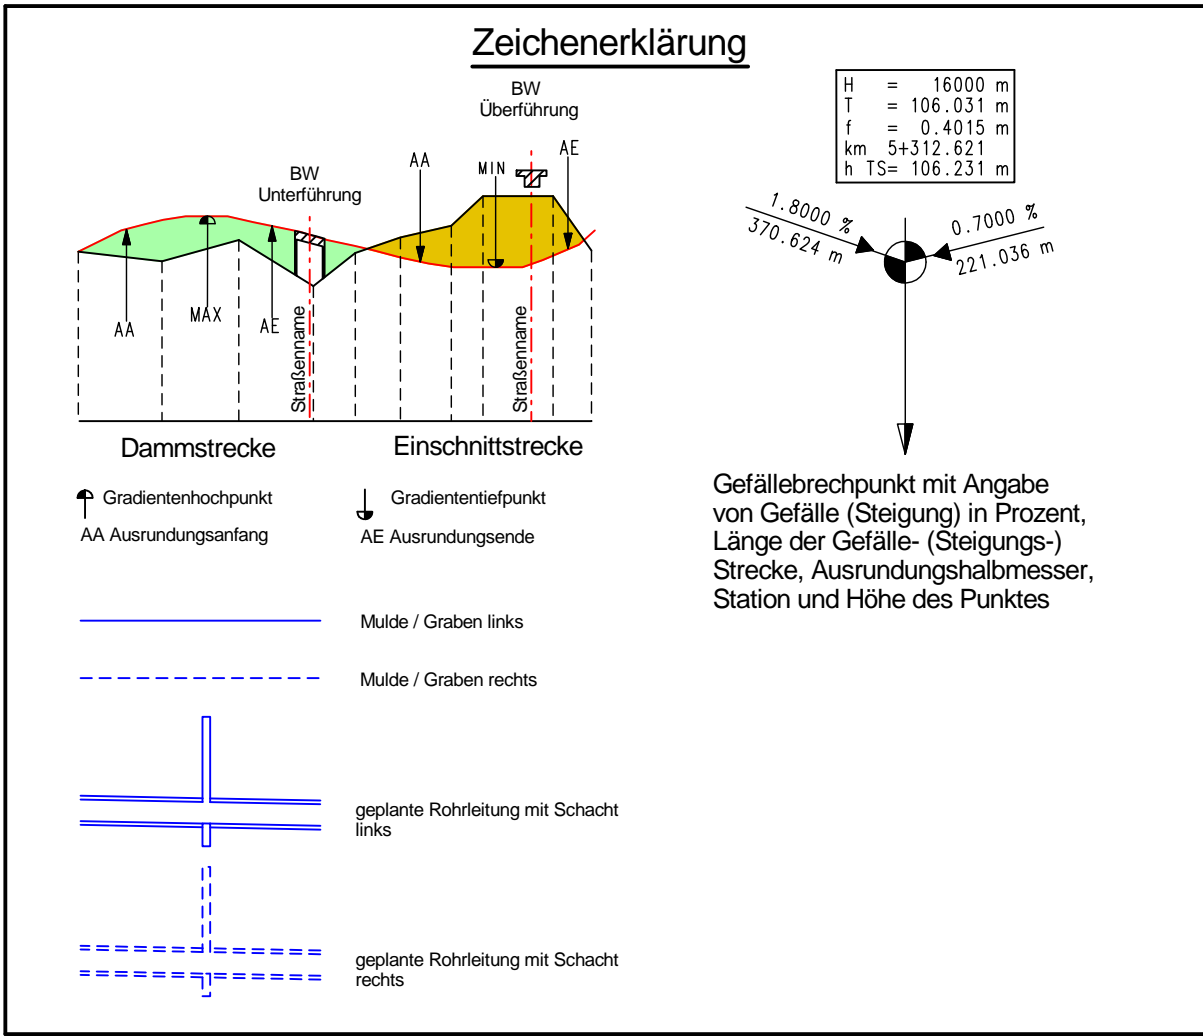 Zeichenerklärung
BW
Überführung
BW
Unterführung
AA
MIN
AE
AA
MAX
AE
Straßenname
Straßenname
Dammstrecke
Einschnittstrecke
Gradientenhochpunkt
Gradiententiefpunkt
AA Ausrundungsanfang
AE Ausrundungsende
Mulde / Graben links
Mulde / Graben rechts
geplante Rohrleitung mit Schacht
links
geplante Rohrleitung mit Schacht
rechts
H = 16000 m
T = 106.031 m
f = 0.4015 m
km 5+312.621
h TS= 106.231 m
1.8000 %
370.624 m
0.7000 %
221.036 m
Gefällebrechpunkt mit Angabe
von Gefälle (Steigung) in Prozent,
Länge der Gefälle- (Steigungs-)
Strecke, Ausrundungshalbmesser,
Station und Höhe des Punktes